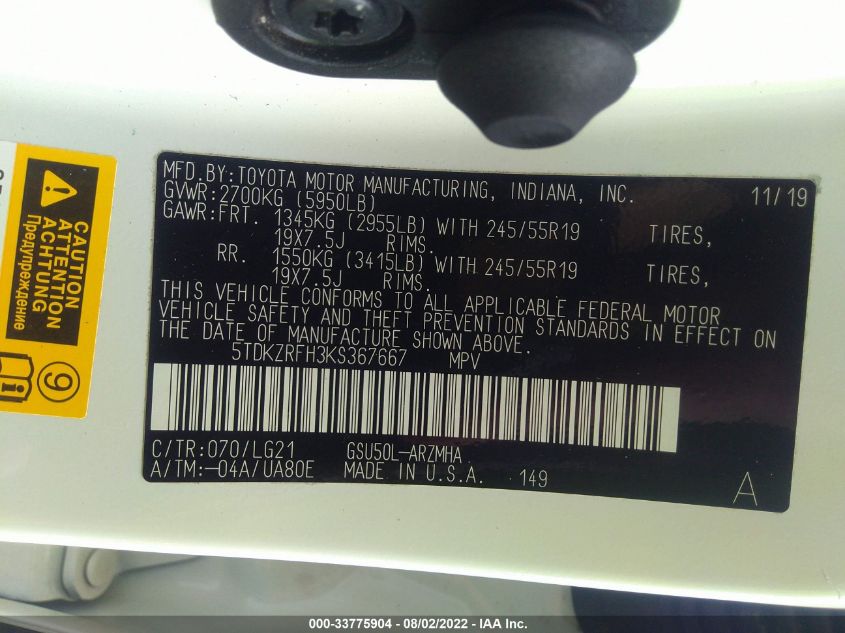 CAUTION
ATTENTION
ACHTUNG
Предупреждение
MFD.BY:TOYOTA MOTOR MANUFACTURING, INDIANA, INC. 11/19
GVWR:2700KG (5950LB)
GAWR:FRT. 1345KG (2955LB) WITH 245/55R19 TIRES,
19X7.5J RIMS.
RR. 1550KG (3415LB) WITH 245/55R19 TIRES,
19X7.5J RIMS.
THIS VEHICLE CONFORMS TO ALL APPLICABLE FEDERAL MOTOR
VEHICLE SAFETY AND THEFT PREVENTION STANDARDS IN EFFECT ON
THE DATE OF MANUFACTURE SHOWN ABOVE.
5TDKZRFH3KS367667 MPV
C/TR:070/LG21 GSU50L-ARZMHA
A/TM:-04A/UA80E MADE IN U.S.A. 149
A
000-33775904 - 08/02/2022 - IAA Inc.